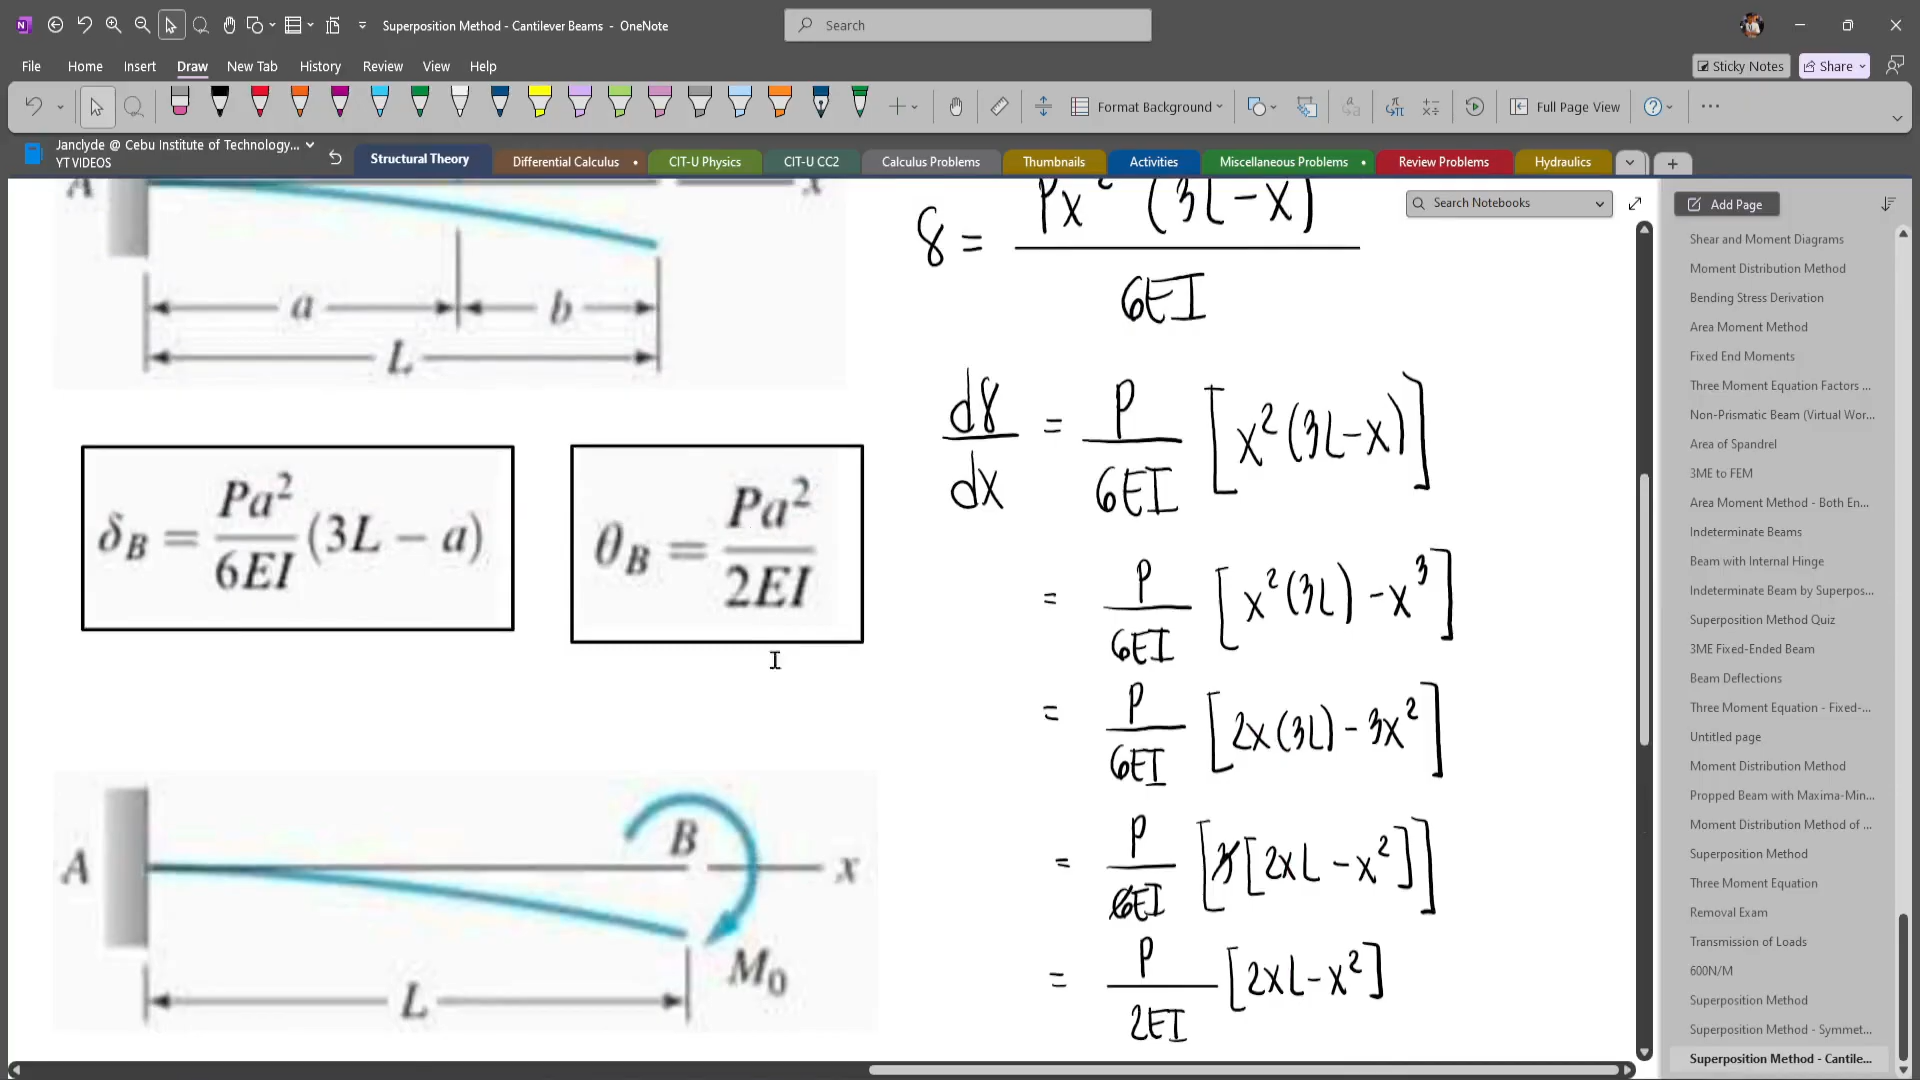 Superposition Method - Cantilever Beams - OneNote
Search
File Home Insert Draw New Tab History Review View Help
Sticky Notes
Share
Format Background
Full Page View
Janclyde @ Cebu Institute of Technology...
YT VIDEOS
Structural Theory
Differential Calculus
CIT-U Physics
CIT-U CC2
Calculus Problems
Thumbnails
Activities
Miscellaneous Problems
Review Problems
Hydraulics
Search Notebooks
Add Page
Shear and Moment Diagrams
Moment Distribution Method
Bending Stress Derivation
Area Moment Method
Fixed End Moments
Three Moment Equation Factors ...
Non-Prismatic Beam (Virtual Wor...
Area of Spandrel
3ME to FEM
Area Moment Method - Both En...
Indeterminate Beams
Beam with Internal Hinge
Indeterminate Beam by Superpos...
Superposition Method Quiz
3ME Fixed-Ended Beam
Beam Deflections
Three Moment Equation - Fixed-...
Untitled page
Moment Distribution Method
Propped Beam with Maxima-Min...
Moment Distribution Method of ...
Superposition Method
Three Moment Equation
Removal Exam
Transmission of Loads
600N/M
Superposition Method
Superposition Method - Symmet...
Superposition Method - Cantile...
A x
a b
L
δ_B = Pa²/6EI (3L − a)
θ_B = Pa²/2EI
A B x
M₀
L
δ = Px² (3L-x) / 6EI
dδ/dx = P/6EI [x²(3L-x)]
= P/6EI [x²(3L) - x³]
= P/6EI [2x(3L) - 3x²]
= P/6EI [3[2xL - x²]]
= P/2EI [2xL - x²]